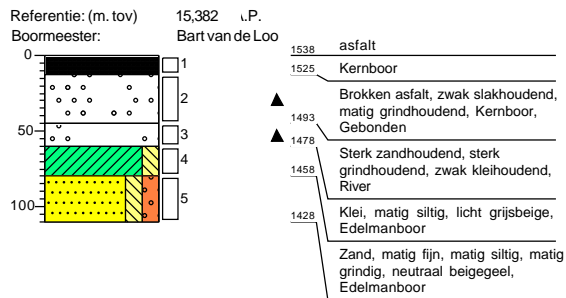 Referentie: (m. tov) 15,382 .P.
Boormeester: Bart van de Loo
0
50
100
1
2
3
4
5
1538 asfalt
1525 Kernboor
Brokken asfalt, zwak slakhoudend,
matig grindhoudend, Kernboor,
1493 Gebonden
1478 Sterk zandhoudend, sterk
1458 grindhoudend, zwak kleihoudend,
River
1428 Klei, matig siltig, licht grijsbeige,
Edelmanboor
Zand, matig fijn, matig siltig, matig
grindig, neutraal beigegeel,
Edelmanboor